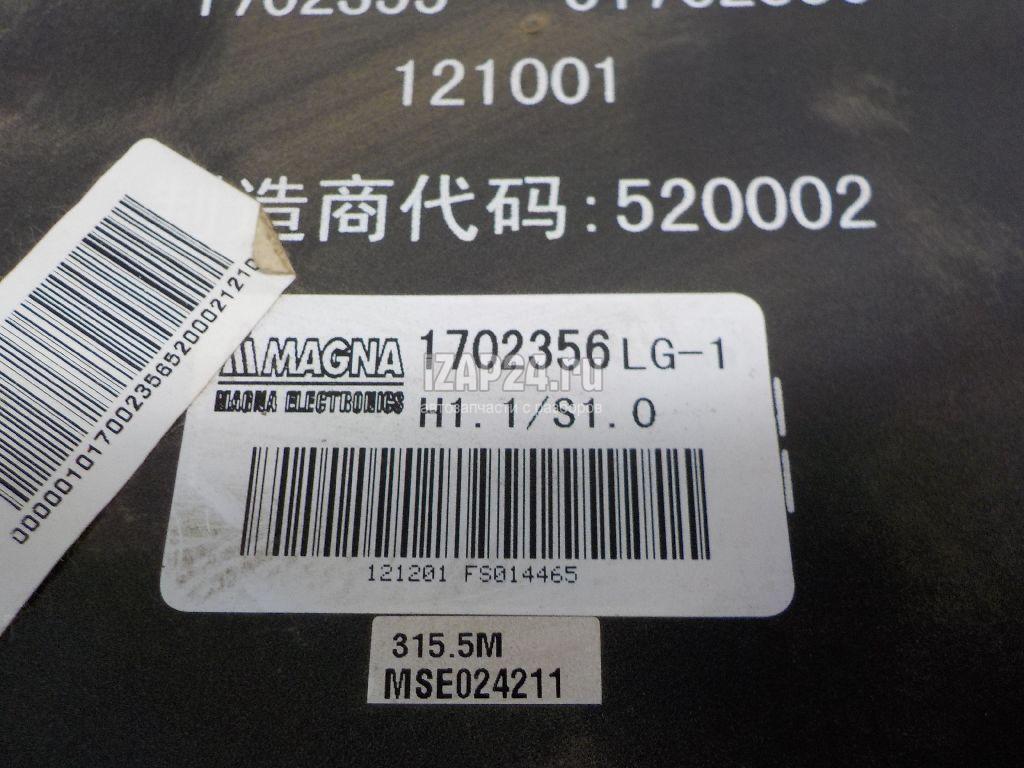 121001
造商代码:520002
0000010170023565200021210
MAGNA 1702356 LG-1
MAGNA ELECTRONICS H1.1/S1.0
IZAP24.ru
автозапчасти с разборов
121201 FS014465
315.5M
MSE024211